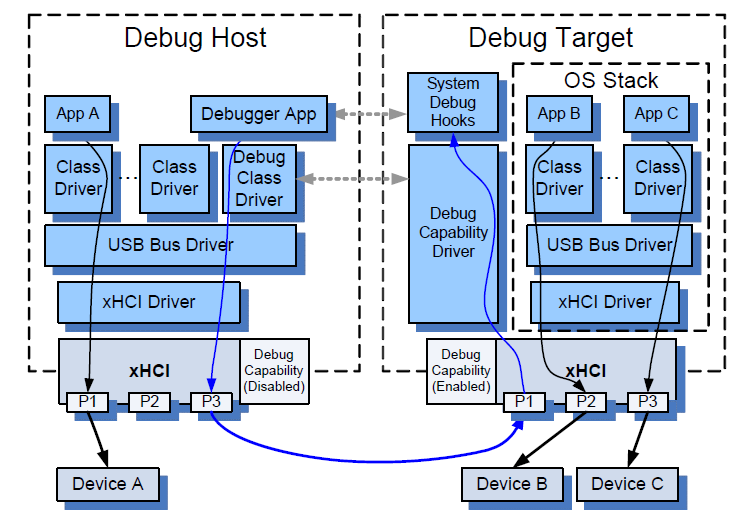 Debug Host
Debug Target
OS Stack
App A
Debugger App
System
Debug
Hooks
App B
App C
Class
Driver
...
Class
Driver
Debug
Class
Driver
Debug
Capability
Driver
Class
Driver
...
Class
Driver
USB Bus Driver
USB Bus Driver
xHCI Driver
xHCI Driver
xHCI
Debug
Capability
(Disabled)
Debug
Capability
(Enabled)
xHCI
P1
P2
P3
P1
P2
P3
Device A
Device B
Device C